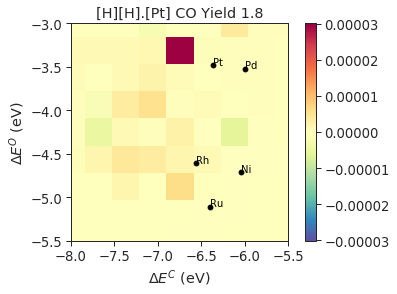 [H][H].[Pt] CO Yield 1.8
−3.0
−3.5
−4.0
−4.5
−5.0
−5.5
ΔE^O (eV)
Pt
Pd
Rh
Ni
Ru
−8.0 −7.5 −7.0 −6.5 −6.0 −5.5
ΔE^C (eV)
0.00003
0.00002
0.00001
0.00000
−0.00001
−0.00002
−0.00003